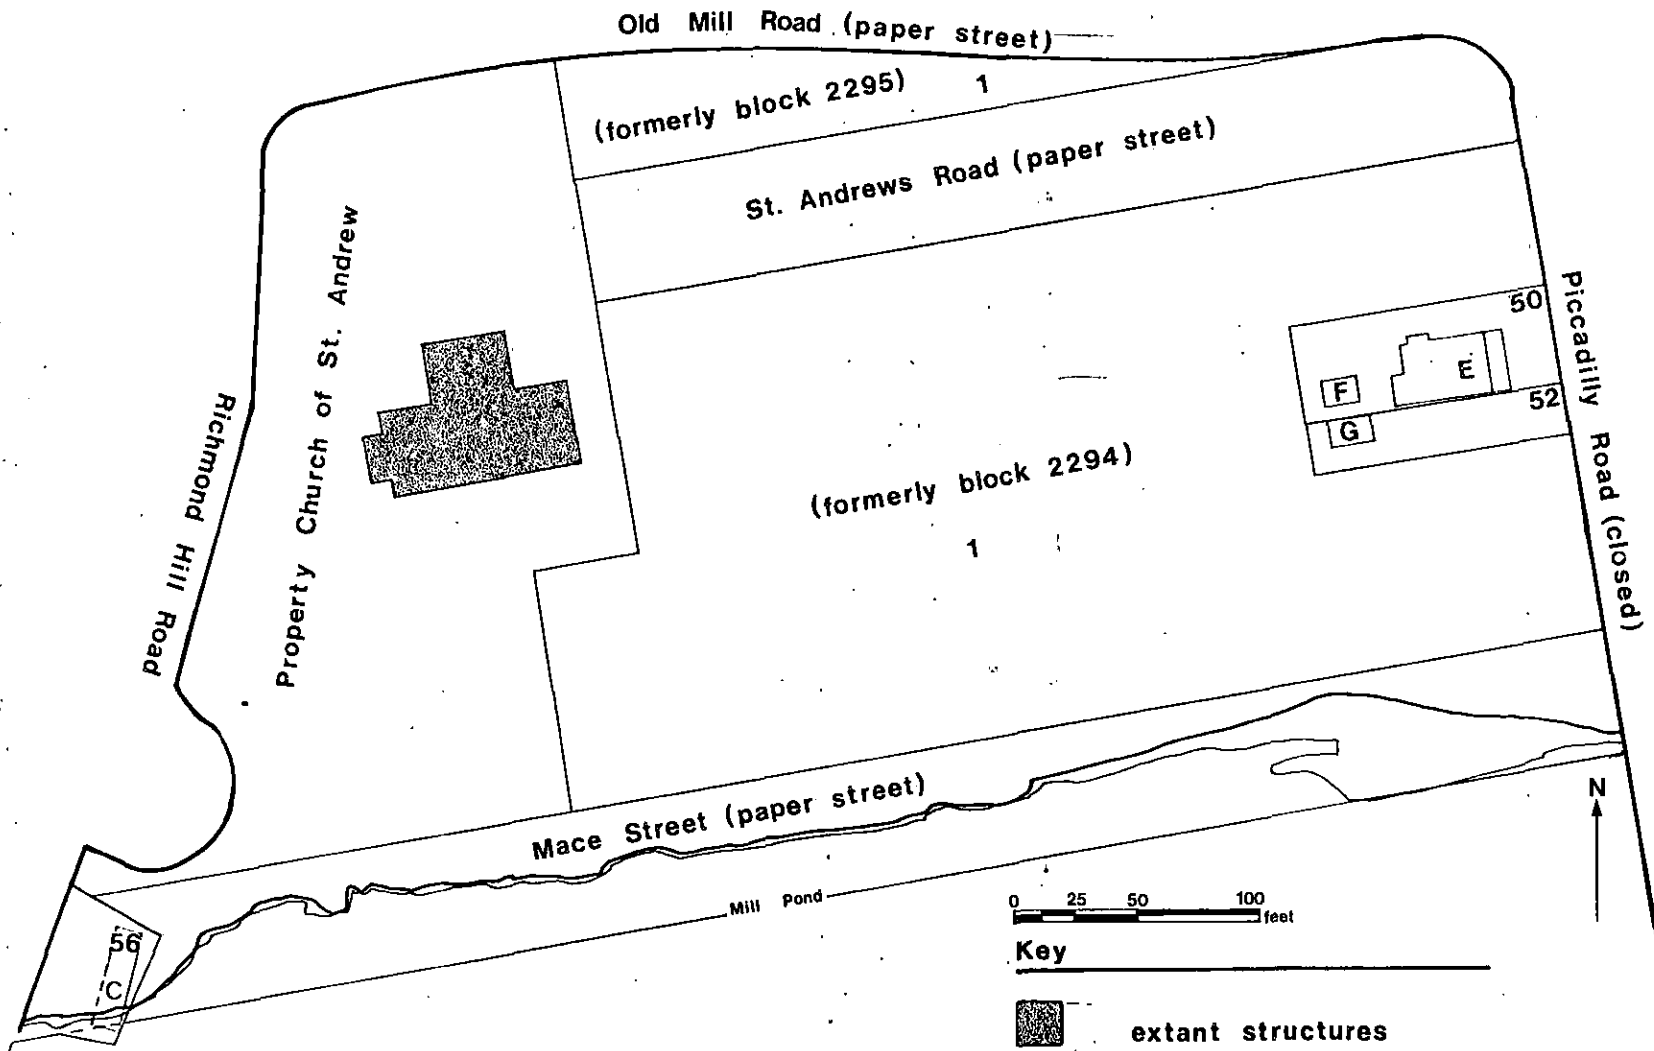 Old Mill Road (paper street)
(formerly block 2295) 1
St. Andrews Road (paper street)
Property Church of St. Andrew
Richmond Hill Road
Piccadilly Road (closed)
50
E
F
52
G
(formerly block 2294)
1
Mace Street (paper street)
Mill Pond
N
56
C
0 25 50 100
feet
Key
extant structures